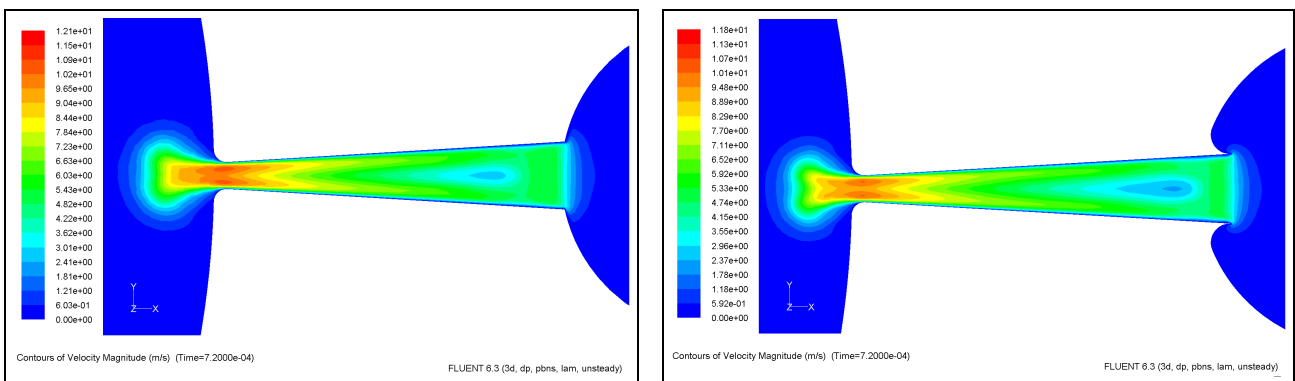 1.21e+01
1.15e+01
1.09e+01
1.02e+01
9.65e+00
9.04e+00
8.44e+00
7.84e+00
7.23e+00
6.63e+00
6.03e+00
5.43e+00
4.82e+00
4.22e+00
3.62e+00
3.01e+00
2.41e+00
1.81e+00
1.21e+00
6.03e-01
0.00e+00
Y
Z X
Contours of Velocity Magnitude (m/s) (Time=7.2000e-04)
FLUENT 6.3 (3d, dp, pbns, lam, unsteady)
1.18e+01
1.13e+01
1.07e+01
1.01e+01
9.48e+00
8.89e+00
8.29e+00
7.70e+00
7.11e+00
6.52e+00
5.92e+00
5.33e+00
4.74e+00
4.15e+00
3.55e+00
2.96e+00
2.37e+00
1.78e+00
1.18e+00
5.92e-01
0.00e+00
Y
Z X
Contours of Velocity Magnitude (m/s) (Time=7.2000e-04)
FLUENT 6.3 (3d, dp, pbns, lam, unsteady)